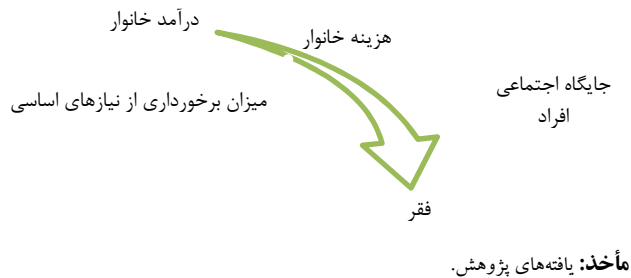 درآمد خانوار
هزینه خانوار
جایگاه اجتماعی
افراد
میزان برخورداری از نیازهای اساسی
فقر
مأخذ: یافته‌های پژوهش.